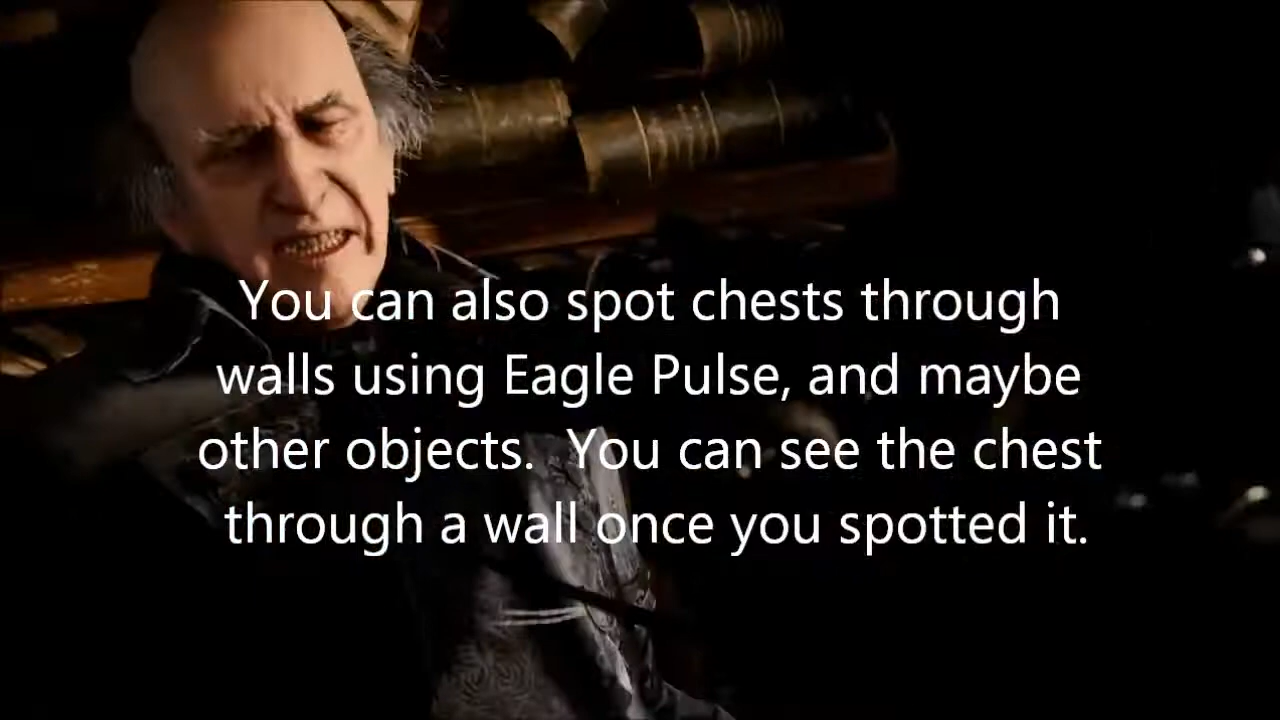 You can also spot chests through
walls using Eagle Pulse, and maybe
other objects.  You can see the chest
through a wall once you spotted it.